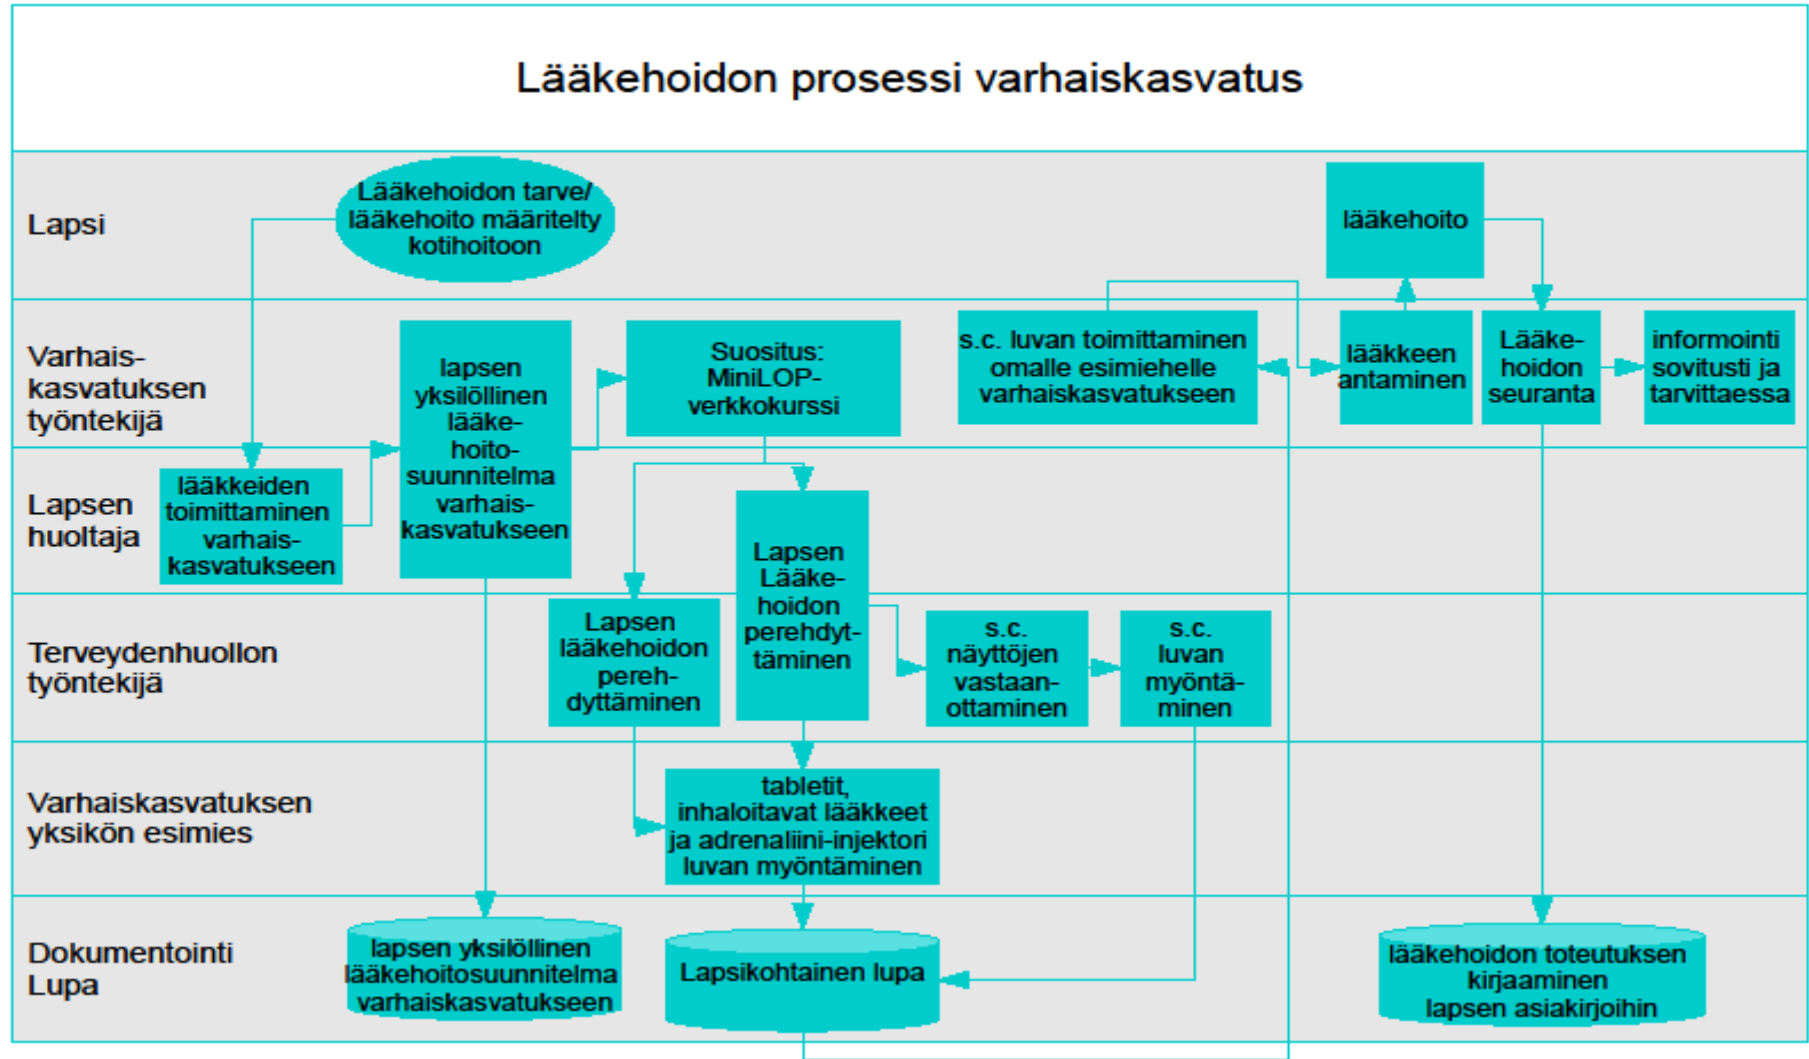 Lääkehoidon prosessi varhaiskasvatus
Lapsi
Lääkehoidon tarve/
lääkehoito määritelty
kotihoitoon
lääkehoito
Varhais-
kasvatuksen
työntekijä
lapsen
yksilöllinen
lääke-
hoito-
suunnitelma
varhais-
kasvatukseen
Suositus:
MiniLOP-
verkkokurssi
s.c. luvan toimittaminen
omalle esimiehelle
varhaiskasvatukseen
lääkkeen
antaminen
Lääke-
hoidon
seuranta
informointi
sovitusti ja
tarvittaessa
Lapsen
huoltaja
lääkkeiden
toimittaminen
varhais-
kasvatukseen
Lapsen
Lääke-
hoidon
perehdyt-
täminen
Terveydenhuollon
työntekijä
Lapsen
lääkehoidon
pereh-
dyttäminen
s.c.
näyttöjen
vastaan-
ottaminen
s.c.
luvan
myöntä-
minen
Varhaiskasvatuksen
yksikön esimies
tabletit,
inhaloitavat lääkkeet
ja adrenaliini-injektori
luvan myöntäminen
Dokumentointi
Lupa
lapsen yksilöllinen
lääkehoitosuunnitelma
varhaiskasvatukseen
Lapsikohtainen lupa
lääkehoidon toteutuksen
kirjaaminen
lapsen asiakirjoihin